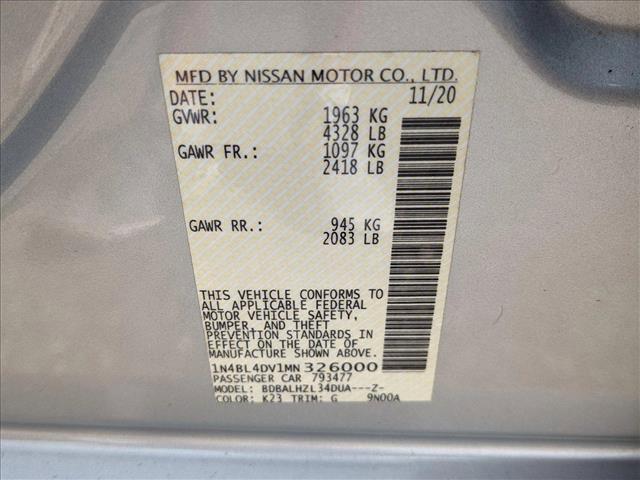 MFD BY NISSAN MOTOR CO., LTD.
DATE: 11/20
GVWR: 1963 KG
4328 LB
GAWR FR.: 1097 KG
2418 LB
GAWR RR.: 945 KG
2083 LB
THIS VEHICLE CONFORMS TO
ALL APPLICABLE FEDERAL
MOTOR VEHICLE SAFETY,
BUMPER, AND THEFT
PREVENTION STANDARDS IN
EFFECT ON THE DATE OF
MANUFACTURE SHOWN ABOVE.
1N4BL4DV1MN326000
PASSENGER CAR 793477
MODEL: BDBALHZL34DUA---Z-
COLOR: K23 TRIM: G 9N00A